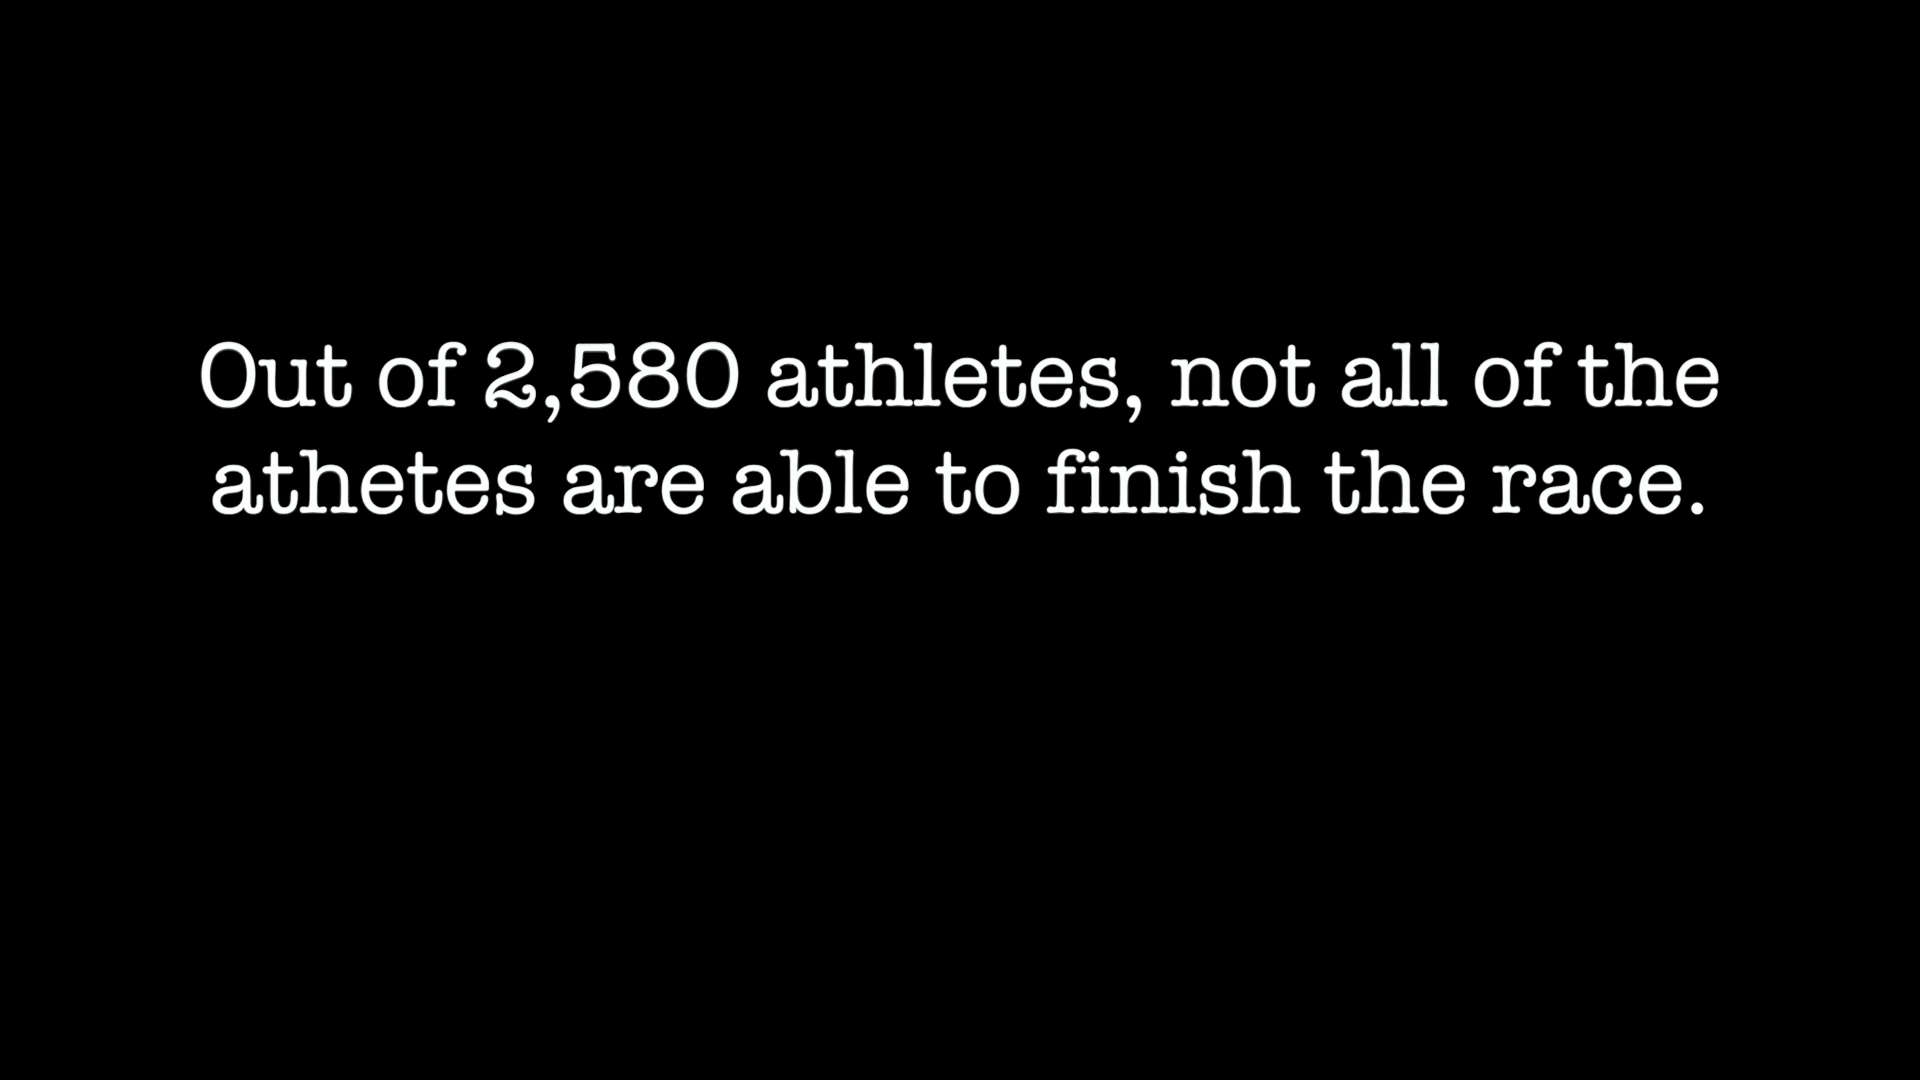 Out of 2,580 athletes, not all of the
athetes are able to finish the race.